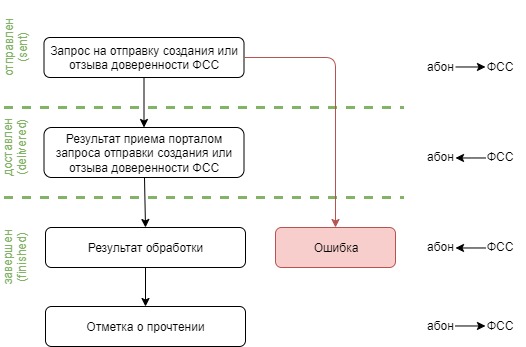 отправлен
(sent)
Запрос на отправку создания или
отзыва доверенности ФСС
абон
ФСС
доставлен
(delivered)
Результат приема порталом
запроса отправки создания или
отзыва доверенности ФСС
абон
ФСС
завершен
(finished)
Результат обработки
Ошибка
абон
ФСС
Отметка о прочтении
абон
ФСС